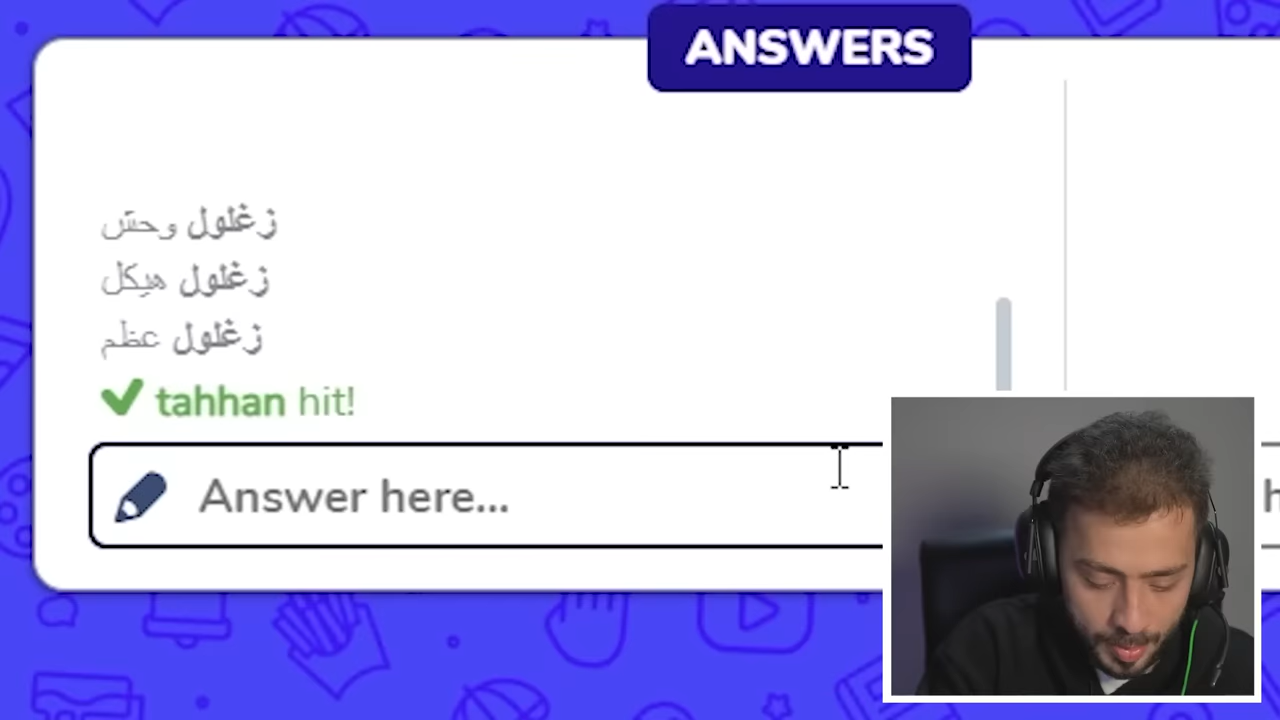 ANSWERS
زغلول وحش
زغلول هيكل
زغلول عظم
tahhan hit!
Answer here...